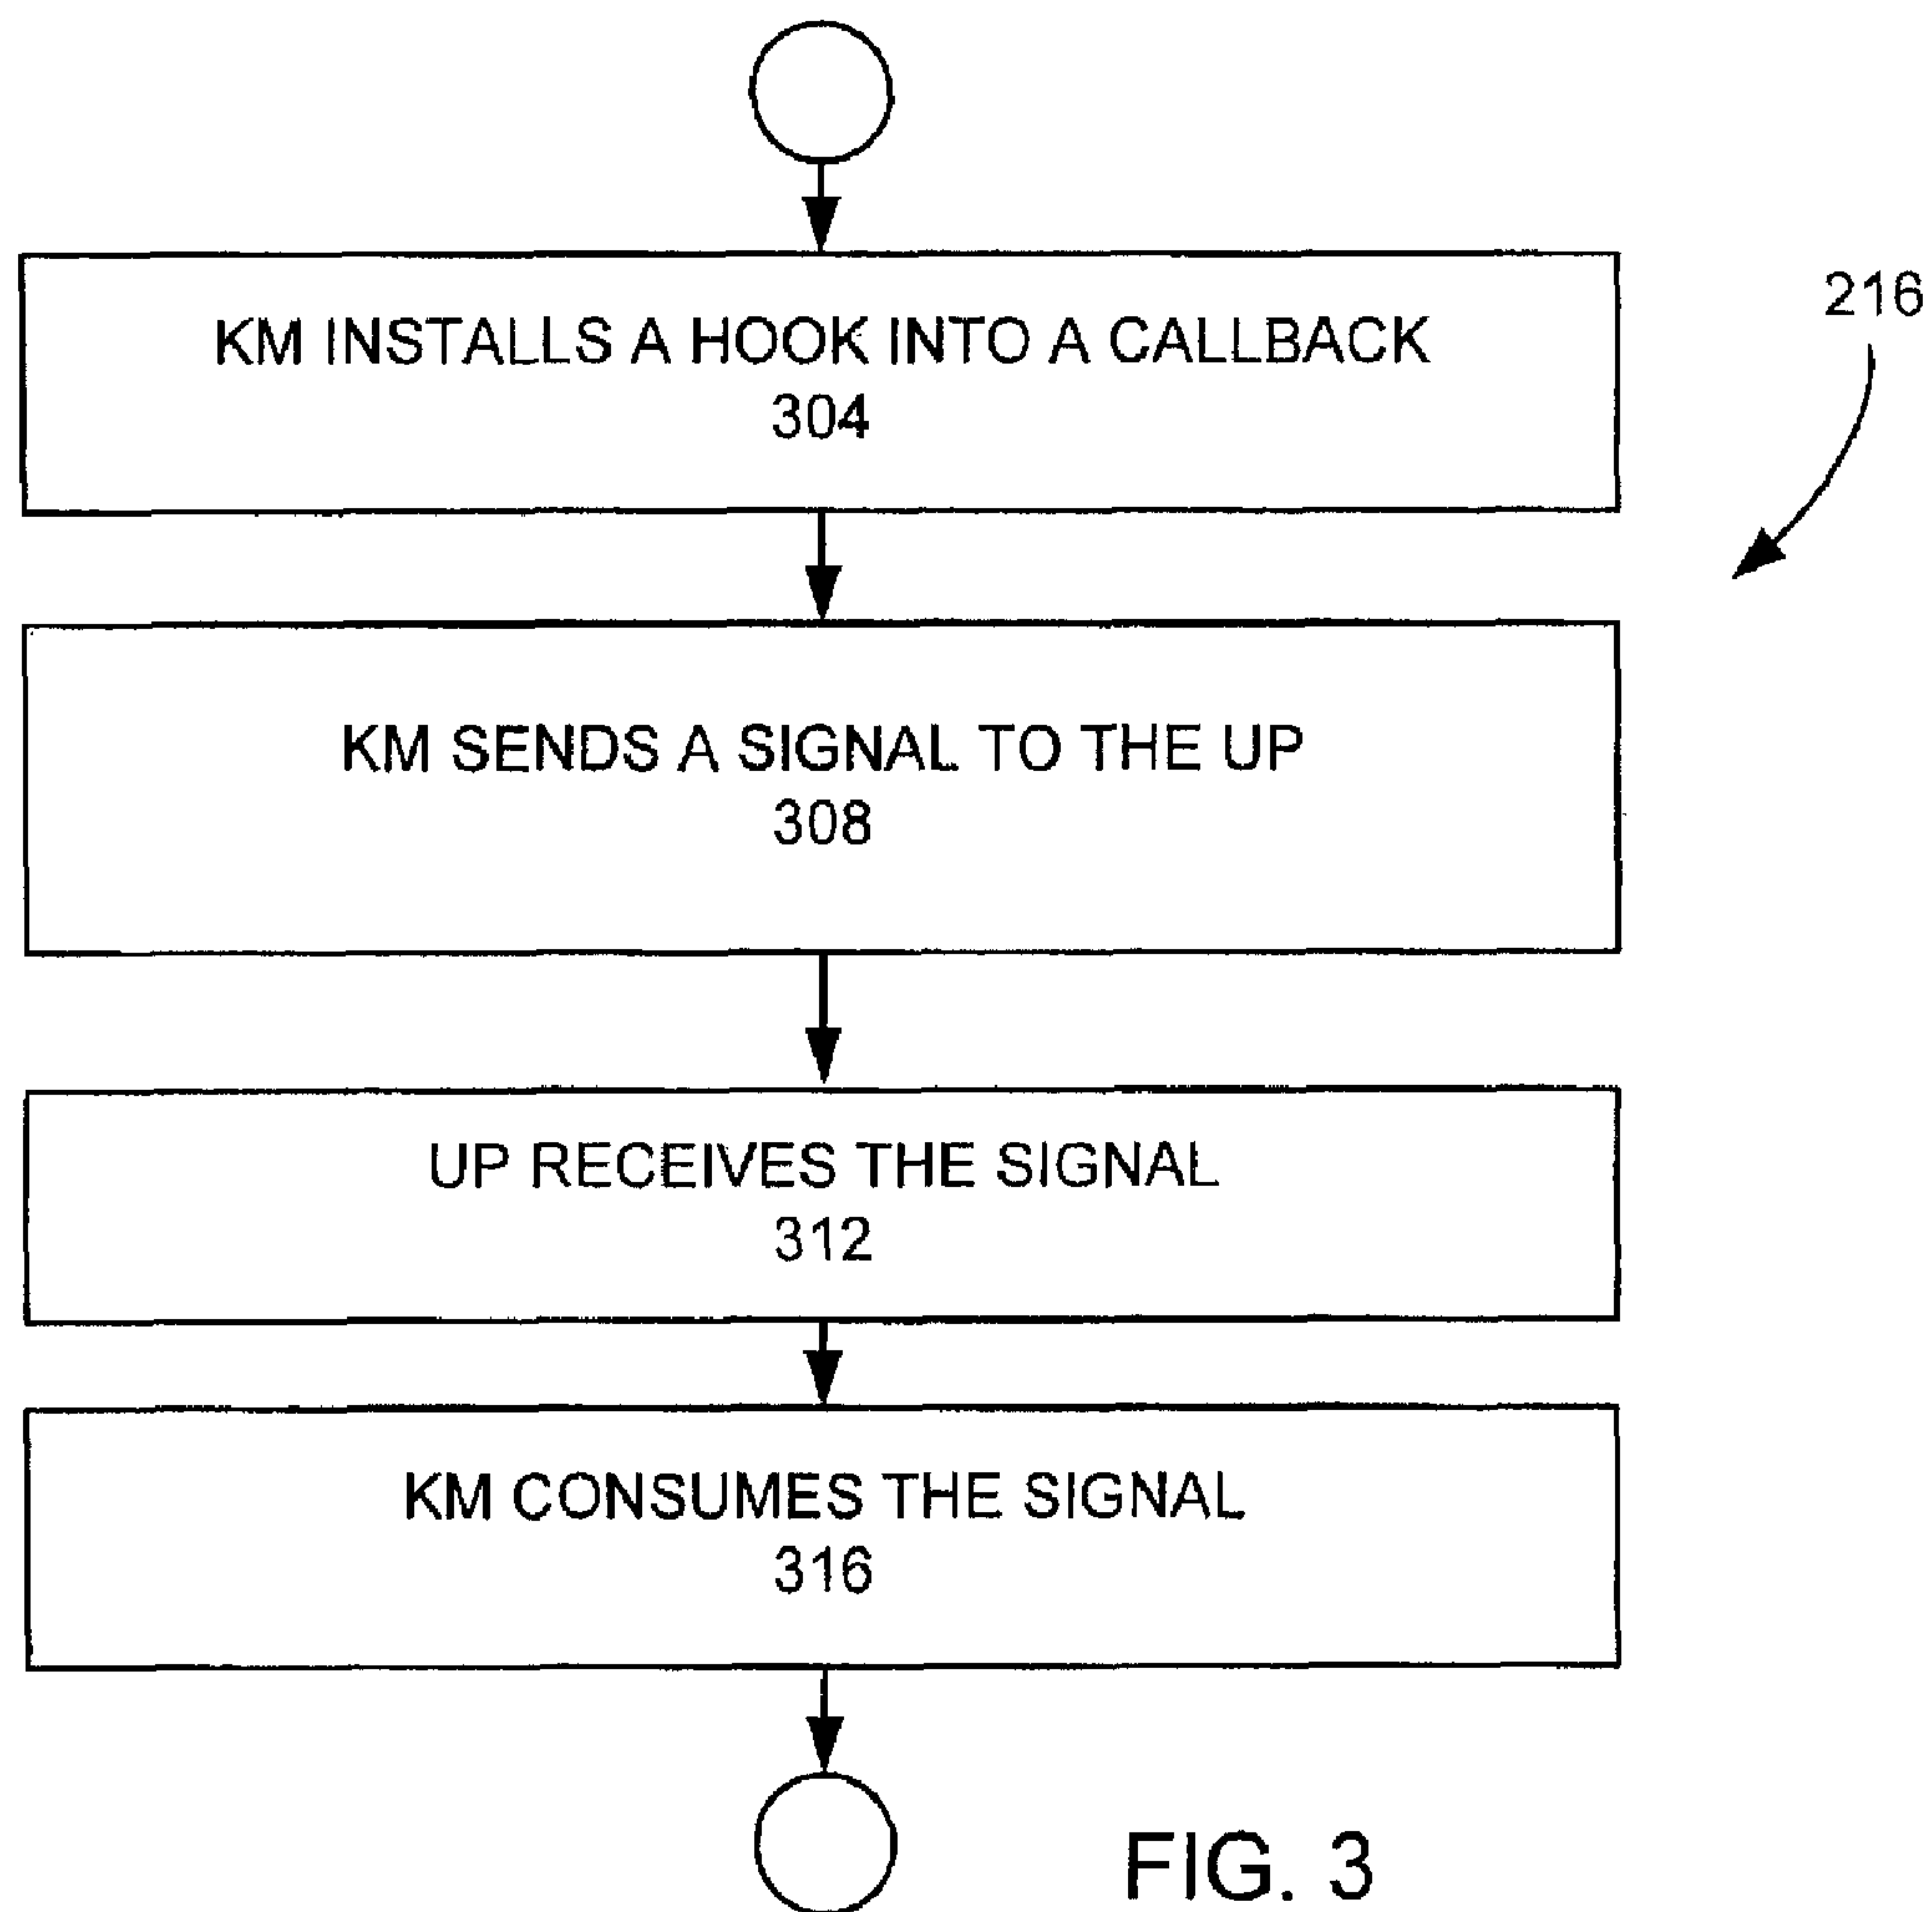 KM INSTALLS A HOOK INTO A CALLBACK
304
216
KM SENDS A SIGNAL TO THE UP
308
UP RECEIVES THE SIGNAL
312
KM CONSUMES THE SIGNAL
316
FIG. 3